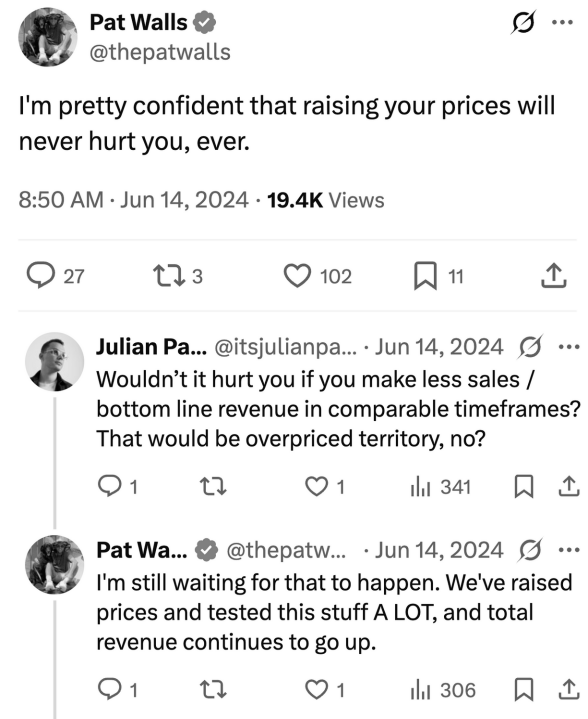 Pat Walls
@thepatwalls
I'm pretty confident that raising your prices will
never hurt you, ever.
8:50 AM · Jun 14, 2024 · 19.4K Views
27 3 102 11
Julian Pa... @itsjulianpa... · Jun 14, 2024
Wouldn’t it hurt you if you make less sales /
bottom line revenue in comparable timeframes?
That would be overpriced territory, no?
1 1 341
Pat Wa... @thepatw... · Jun 14, 2024
I'm still waiting for that to happen. We've raised
prices and tested this stuff A LOT, and total
revenue continues to go up.
1 1 306